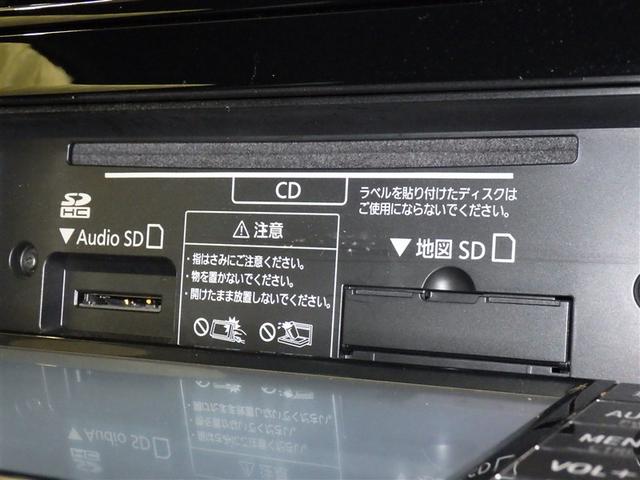 CD
ラベルを貼り付けたディスクは
ご使用にならないでください。
SD
HC
▼Audio SD
⚠注意
・指はさみにご注意ください。
・物を置かないでください。
・開けたまま放置しないでください。
▼地図 SD
AU
MEN
VOL+